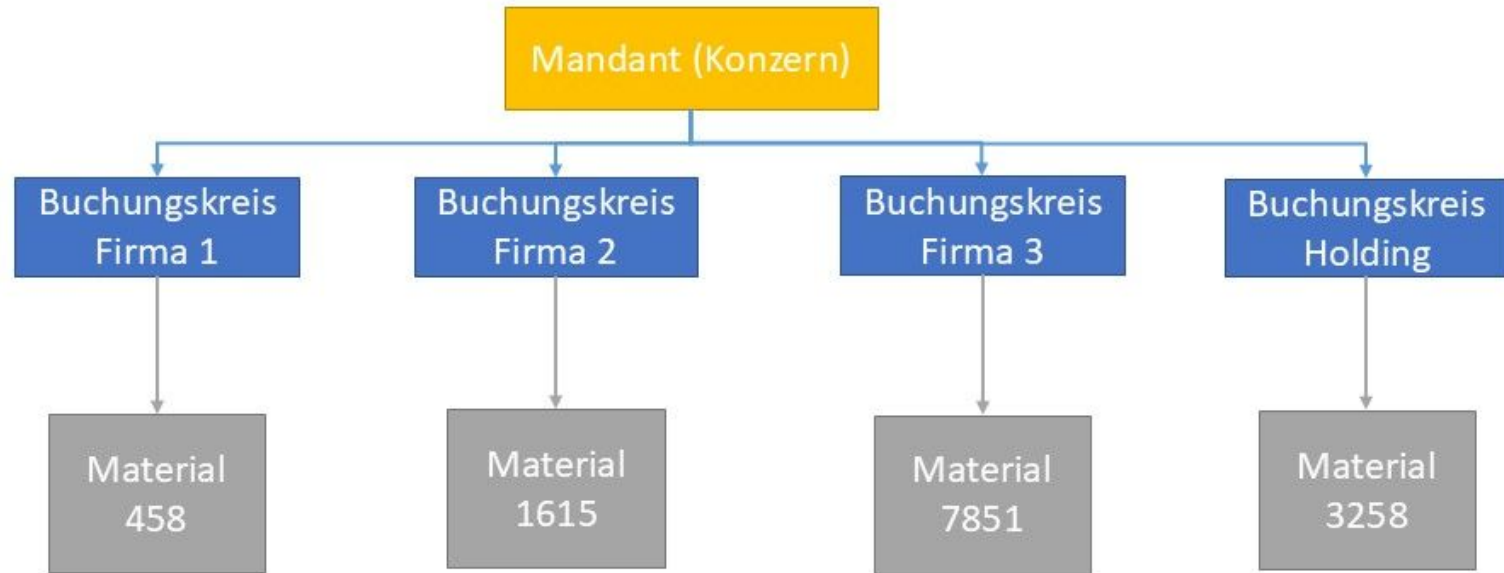 Mandant (Konzern)
Buchungskreis
Firma 1
Buchungskreis
Firma 2
Buchungskreis
Firma 3
Buchungskreis
Holding
Material
458
Material
1615
Material
7851
Material
3258